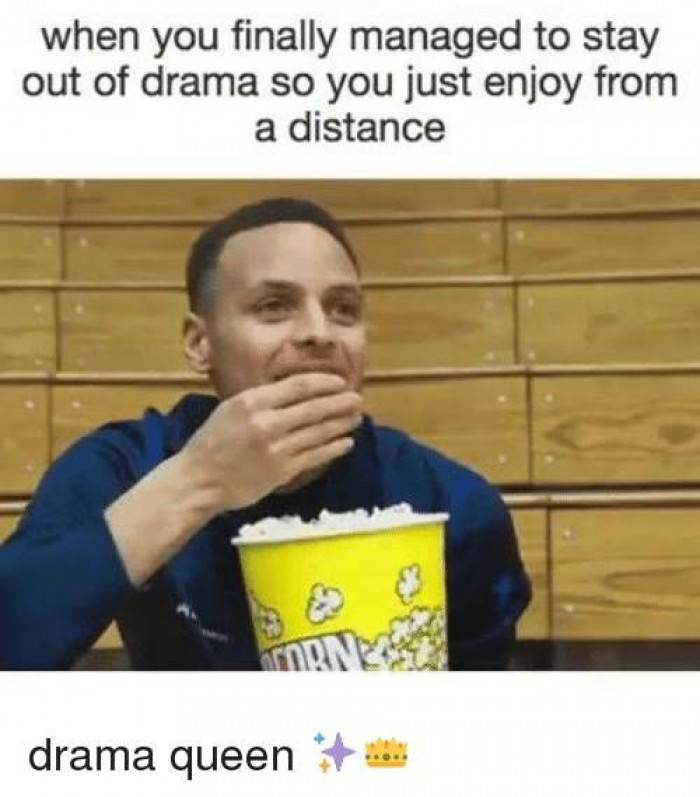 when you finally managed to stay
out of drama so you just enjoy from
a distance
drama queen ✨👑